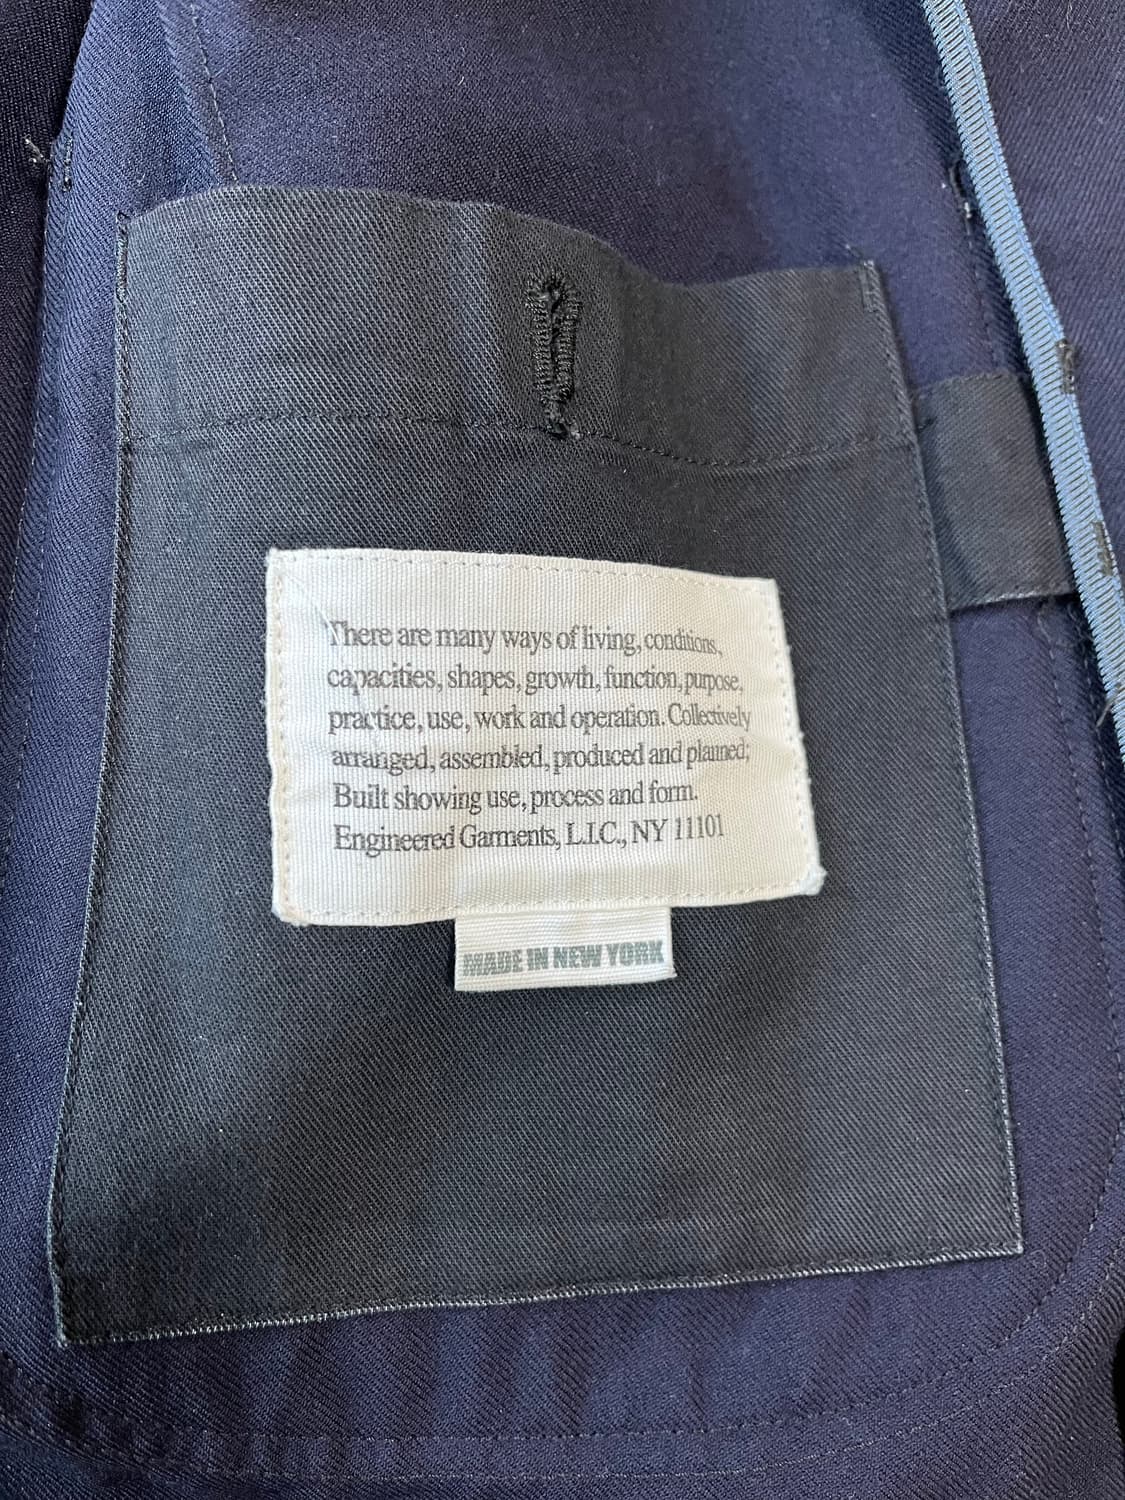 There are many ways of living, conditions,
capacities, shapes, growth, function, purpose,
practice, use, work and operation. Collectively
arranged, assembled, produced and planned;
Built showing use, process and form.
Engineered Garments, L.I.C., NY 11101
MADE IN NEW YORK